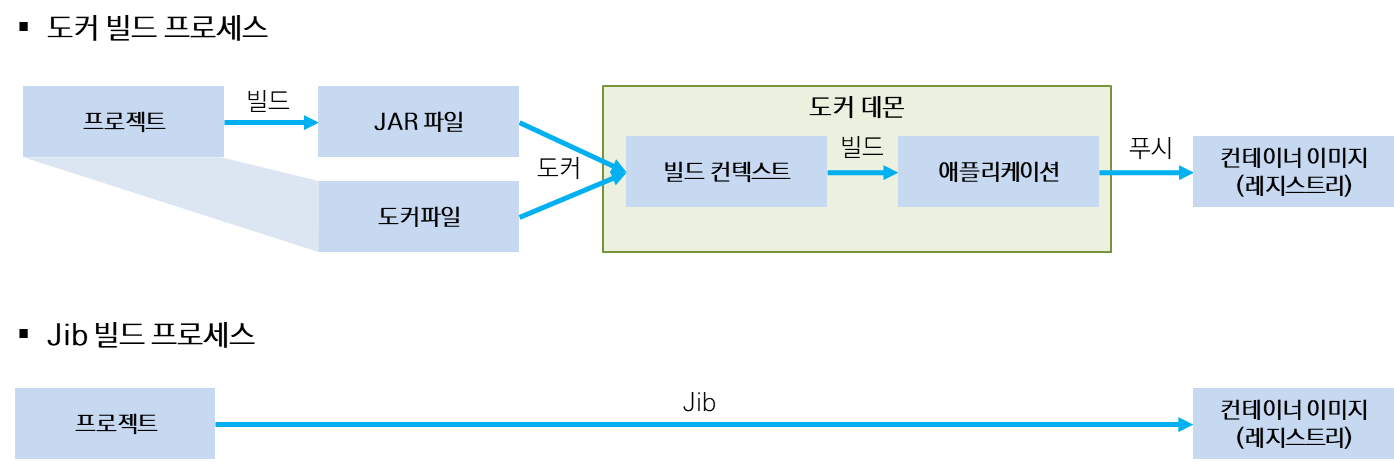 ▪ 도커 빌드 프로세스
프로젝트
빌드
JAR 파일
도커파일
도커
도커 데몬
빌드 컨텍스트
빌드
애플리케이션
푸시
컨테이너 이미지
(레지스트리)
▪ Jib 빌드 프로세스
프로젝트
Jib
컨테이너 이미지
(레지스트리)